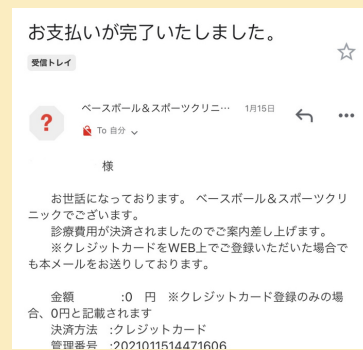 お支払いが完了いたしました。
受信トレイ
ベースボール＆スポーツクリニ… 1月15日
To 自分
様
お世話になっております。 ベースボール＆スポーツクリ
ニックでございます。
診療費用が決済されましたのでご案内差し上げます。
※クレジットカードをWEB上でご登録いただいた場合で
も本メールをお送りしております。
金額 :0 円 ※クレジットカード登録のみの場
合、0円と記載されます
決済方法 :クレジットカード
管理番号 :2021011514471606